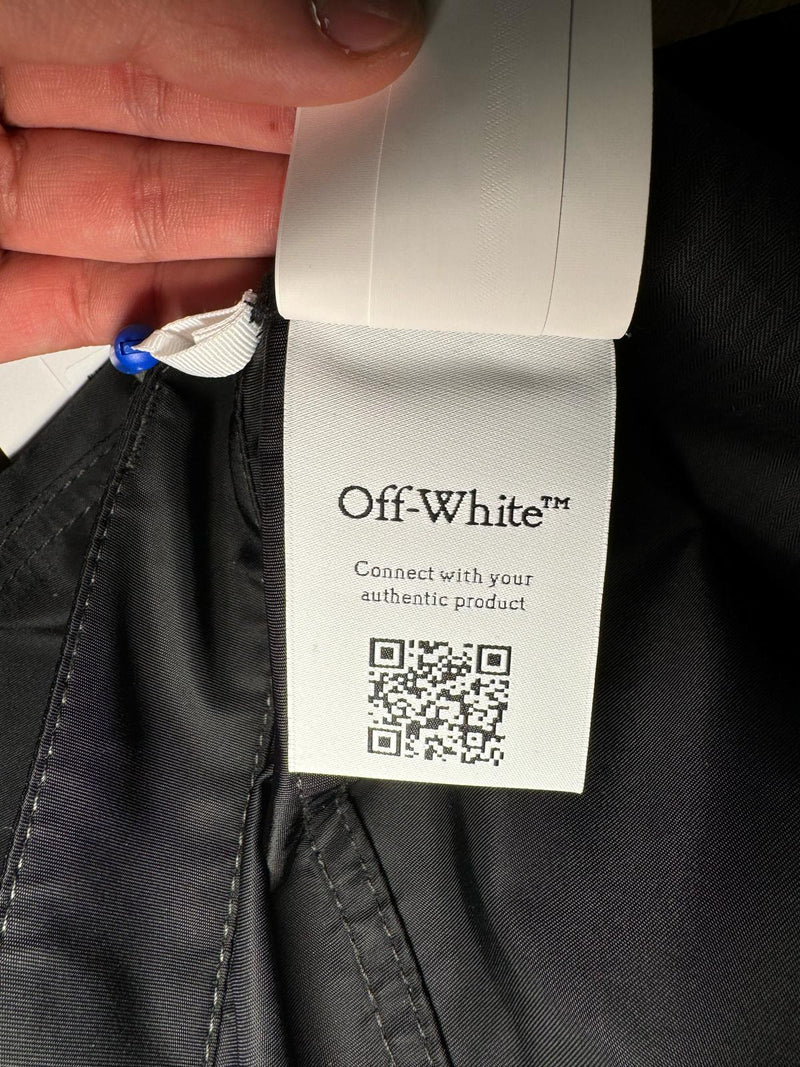 Off-White™
Connect with your
authentic product